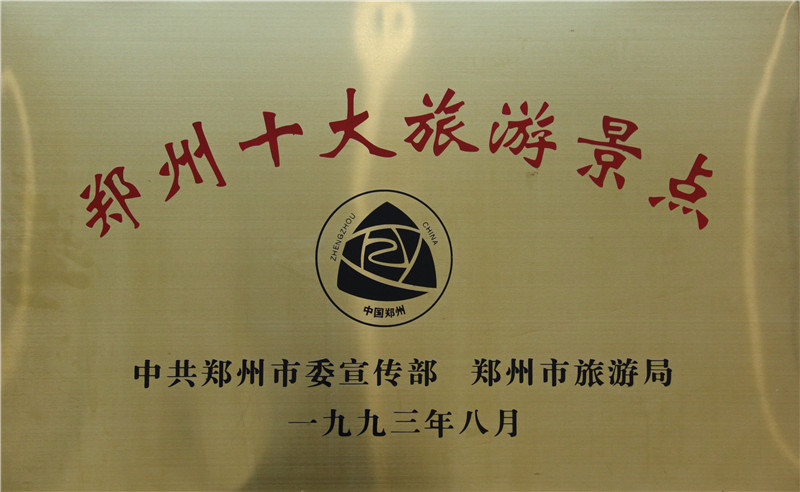 郑州十大旅游景点
ZHENGZHOU CHINA
中国郑州
中共郑州市委宣传部 郑州市旅游局
一九九三年八月